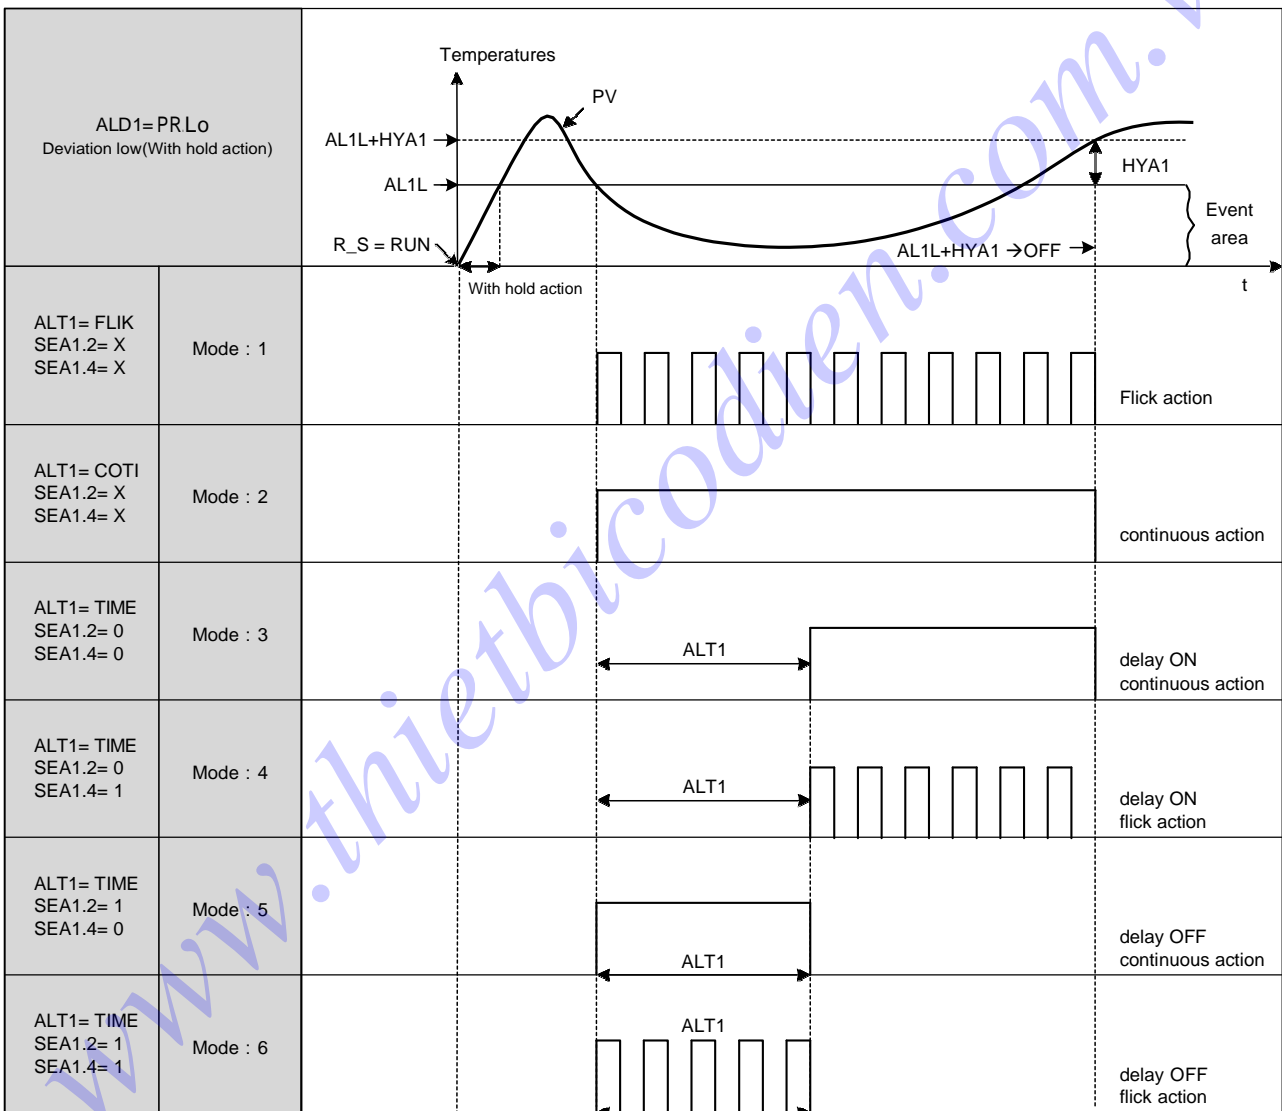 Temperatures
PV
ALD1= PR.Lo
Deviation low(With hold action)
AL1L+HYA1
HYA1
AL1L
Event
area
R_S = RUN
AL1L+HYA1 →OFF
With hold action
t
ALT1= FLIK
SEA1.2= X
SEA1.4= X
Mode : 1
Flick action
ALT1= COTI
SEA1.2= X
SEA1.4= X
Mode : 2
continuous action
ALT1= TIME
SEA1.2= 0
SEA1.4= 0
Mode : 3
ALT1
delay ON
continuous action
ALT1= TIME
SEA1.2= 0
SEA1.4= 1
Mode : 4
ALT1
delay ON
flick action
ALT1= TIME
SEA1.2= 1
SEA1.4= 0
Mode : 5
ALT1
delay OFF
continuous action
ALT1= TIME
SEA1.2= 1
SEA1.4= 1
Mode : 6
ALT1
delay OFF
flick action
www.thietbicodien.com.v